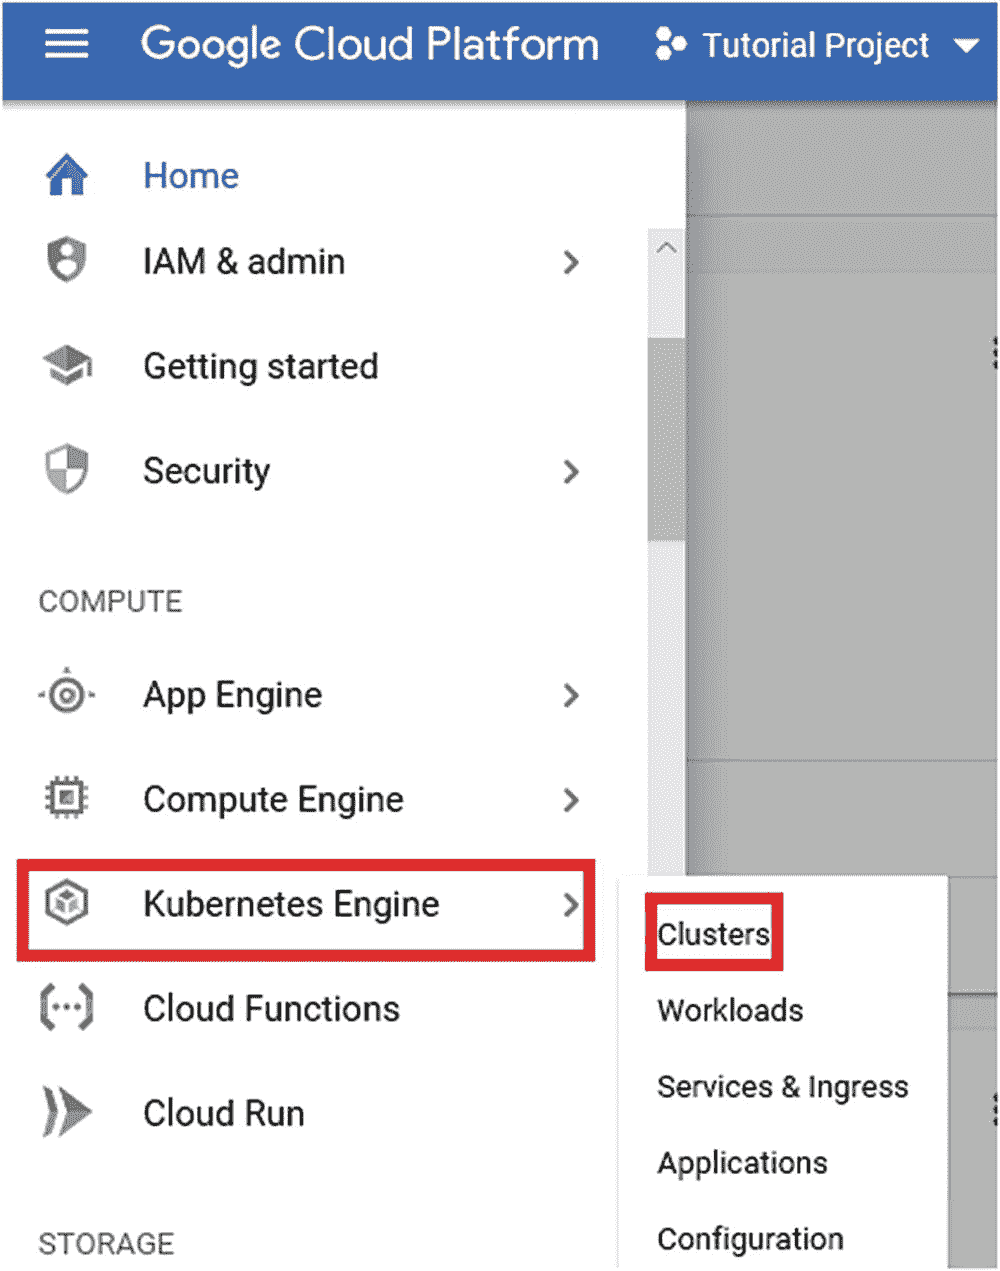 Google Cloud Platform Tutorial Project
Home
IAM & admin
Getting started
Security
COMPUTE
App Engine
Compute Engine
Kubernetes Engine
Clusters
Workloads
Services & Ingress
Applications
Configuration
Cloud Functions
Cloud Run
STORAGE